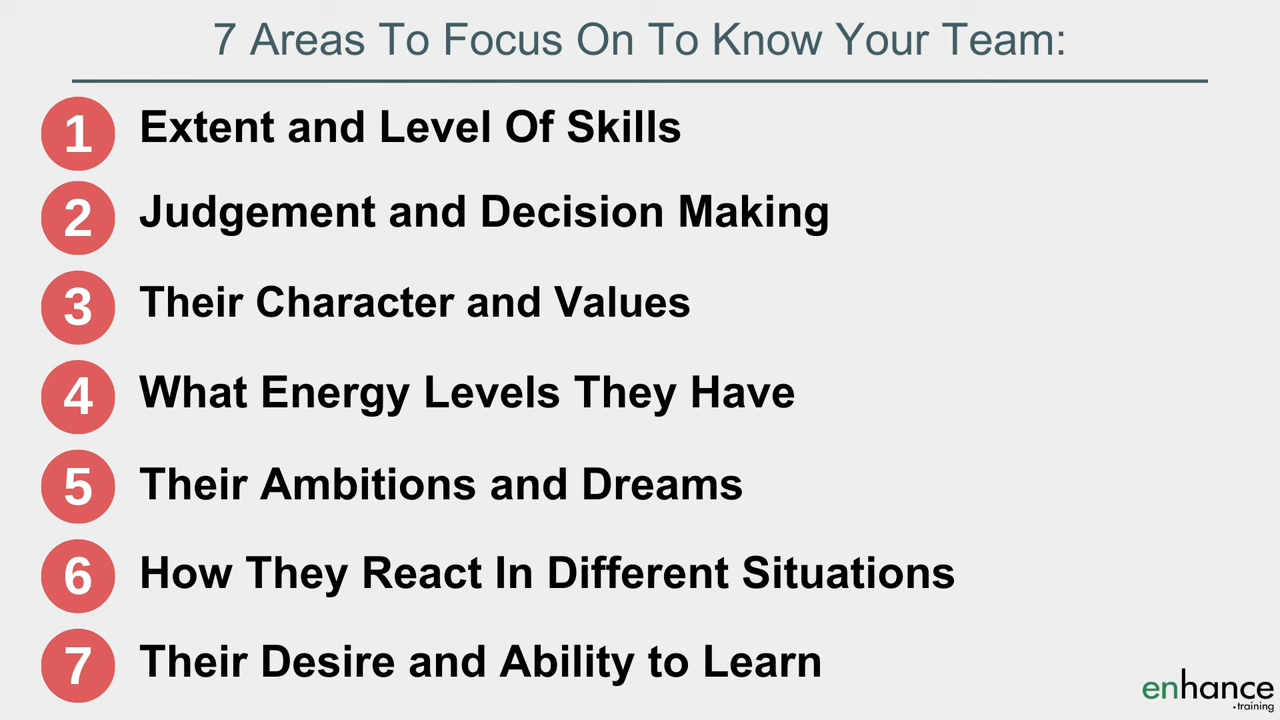 7 Areas To Focus On To Know Your Team:
1 Extent and Level Of Skills
2 Judgement and Decision Making
3 Their Character and Values
4 What Energy Levels They Have
5 Their Ambitions and Dreams
6 How They React In Different Situations
7 Their Desire and Ability to Learn
enhance
.training